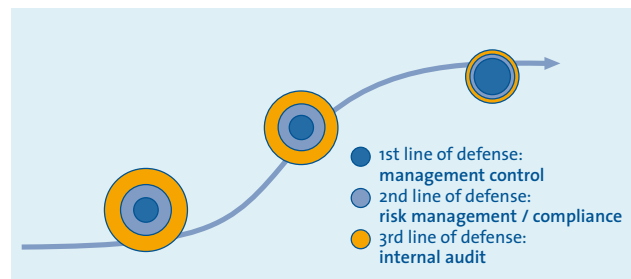 1st line of defense:
management control
2nd line of defense:
risk management / compliance
3rd line of defense:
internal audit